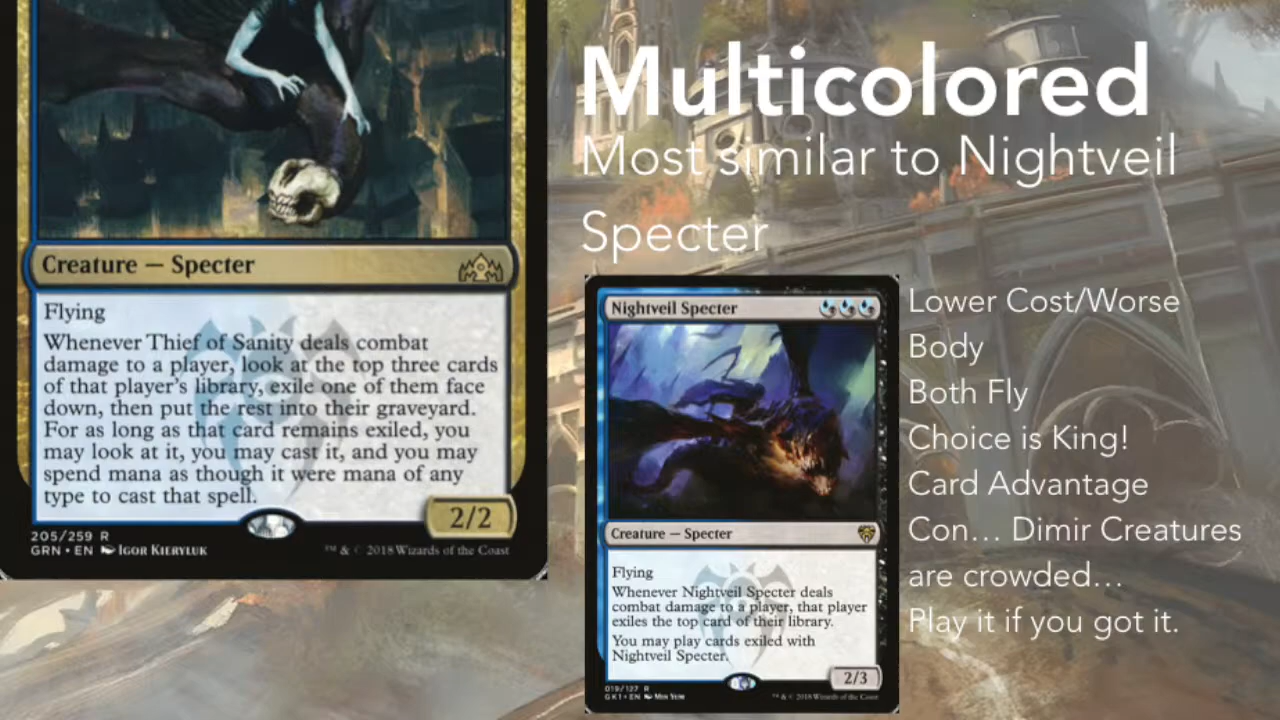 Multicolored
Most similar to Nightveil
Specter
Creature — Specter
Flying
Whenever Thief of Sanity deals combat
damage to a player, look at the top three cards
of that player's library, exile one of them face
down, then put the rest into their graveyard.
For as long as that card remains exiled, you
may look at it, you may cast it, and you may
spend mana as though it were mana of any
type to cast that spell.
2/2
205/259 R
GRN • EN Igor Kieryluk
™ & © 2018 Wizards of the Coast
Nightveil Specter
Creature — Specter
Flying
Whenever Nightveil Specter deals
combat damage to a player, that player
exiles the top card of their library.
You may play cards exiled with
Nightveil Specter.
2/3
019/127 R
GK1 • EN Min Yum
™ & © 2018 Wizards of the Coast
Lower Cost/Worse
Body
Both Fly
Choice is King!
Card Advantage
Con... Dimir Creatures
are crowded...
Play it if you got it.